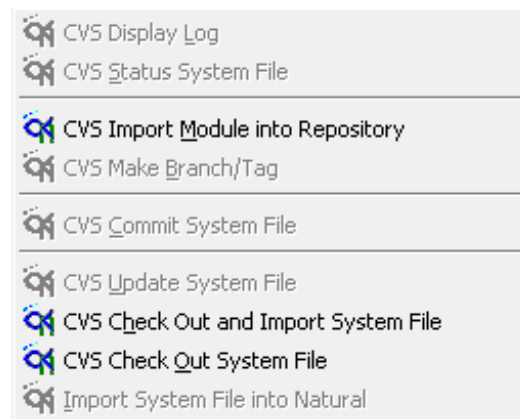 CVS Display Log
CVS Status System File
CVS Import Module into Repository
CVS Make Branch/Tag
CVS Commit System File
CVS Update System File
CVS Check Out and Import System File
CVS Check Out System File
Import System File into Natural